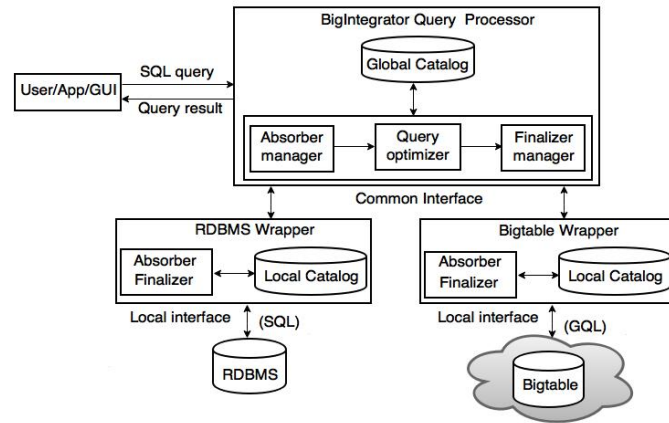 BigIntegrator Query Processor
SQL query
User/App/GUI
Query result
Global Catalog
Absorber
manager
Query
optimizer
Finalizer
manager
Common Interface
RDBMS Wrapper
Absorber
Finalizer
Local Catalog
Bigtable Wrapper
Absorber
Finalizer
Local Catalog
Local interface
(SQL)
RDBMS
Local interface
(GQL)
Bigtable